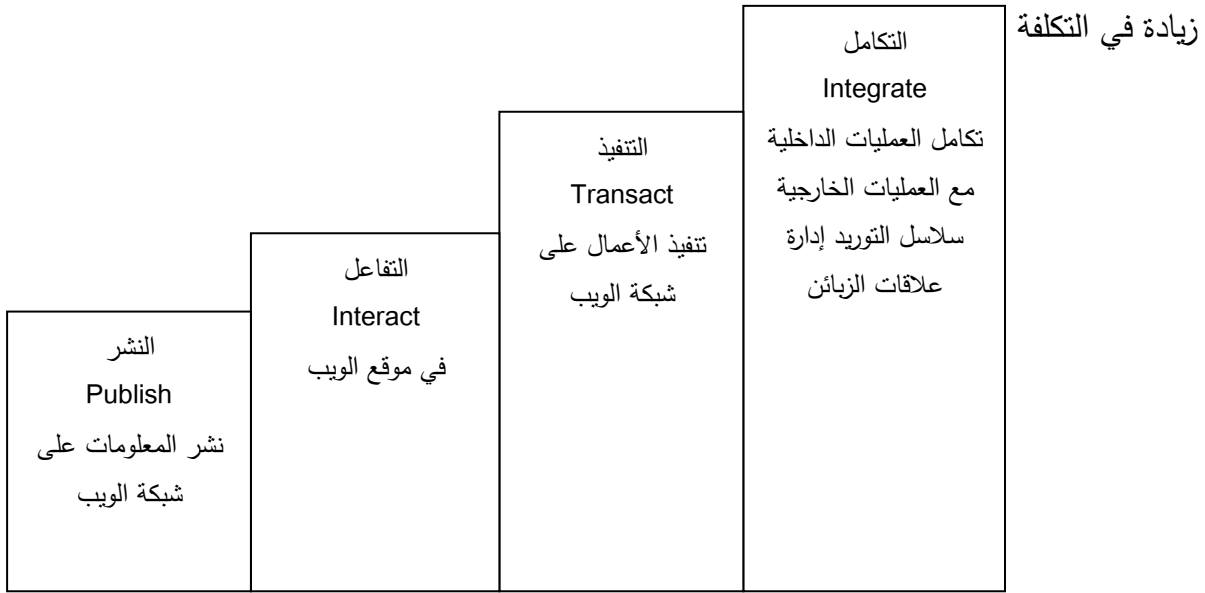 زيادة في التكلفة
التكامل
Integrate
تكامل العمليات الداخلية
مع العمليات الخارجية
سلاسل التوريد إدارة
علاقات الزبائن
التنفيذ
Transact
تنفيذ الأعمال على
شبكة الويب
التفاعل
Interact
في موقع الويب
النشر
Publish
نشر المعلومات على
شبكة الويب